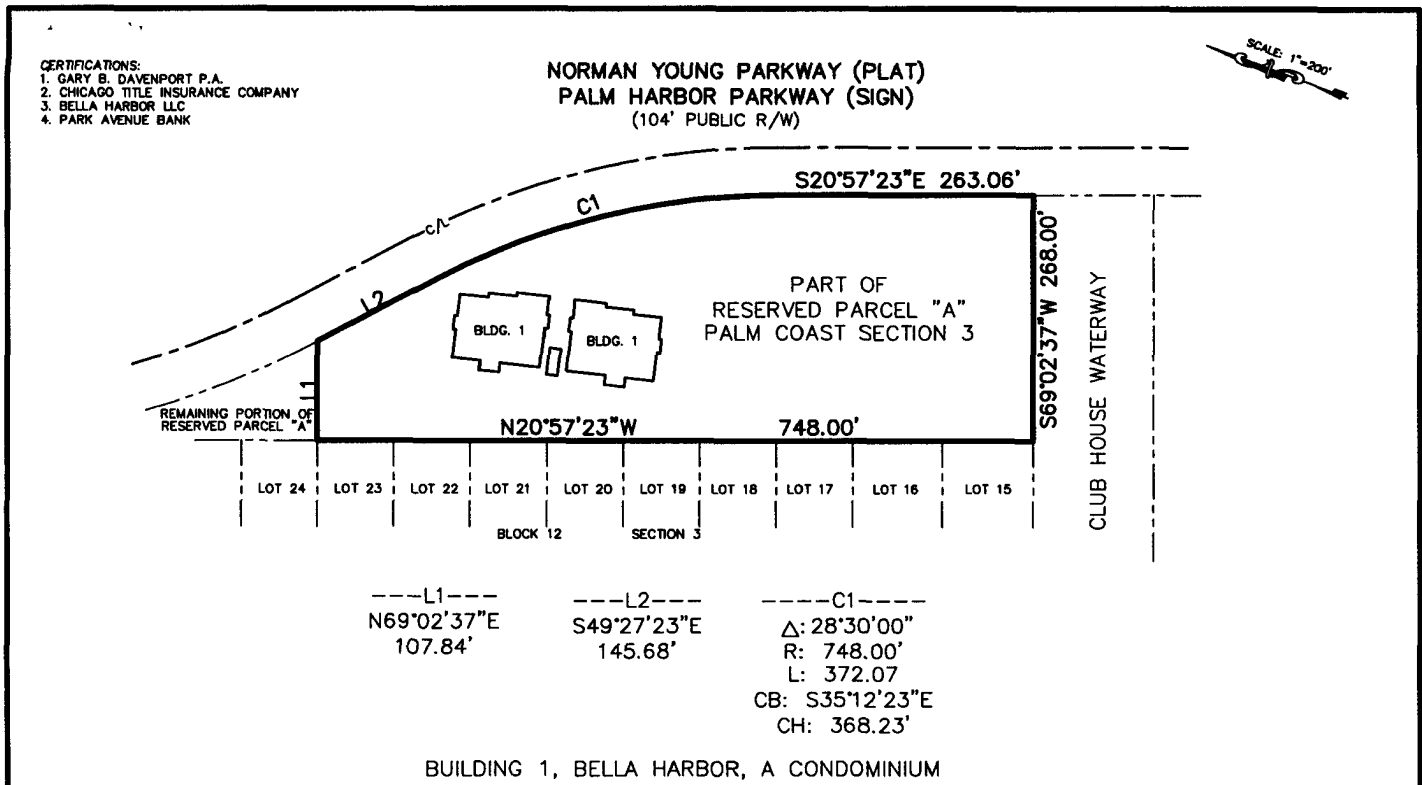 CERTIFICATIONS:
1. GARY B. DAVENPORT P.A.
2. CHICAGO TITLE INSURANCE COMPANY
3. BELLA HARBOR LLC
4. PARK AVENUE BANK
NORMAN YOUNG PARKWAY (PLAT)
PALM HARBOR PARKWAY (SIGN)
(104' PUBLIC R/W)
SCALE: 1"=200'
S20°57'23"E 263.06'
C1
c/L
L2
L1
S69°02'37"W 268.00'
CLUB HOUSE WATERWAY
PART OF
RESERVED PARCEL "A"
PALM COAST SECTION 3
BLDG. 1
BLDG. 1
REMAINING PORTION OF
RESERVED PARCEL "A"
N20°57'23"W 748.00'
LOT 24 LOT 23 LOT 22 LOT 21 LOT 20 LOT 19 LOT 18 LOT 17 LOT 16 LOT 15
BLOCK 12 SECTION 3
---L1---
N69°02'37"E
107.84'
---L2---
S49°27'23"E
145.68'
----C1----
△: 28°30'00"
R: 748.00'
L: 372.07
CB: S35°12'23"E
CH: 368.23'
BUILDING 1, BELLA HARBOR, A CONDOMINIUM